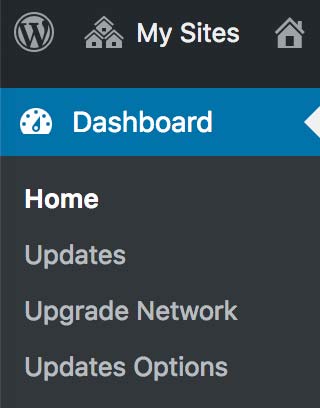 My Sites
Dashboard
Home
Updates
Upgrade Network
Updates Options